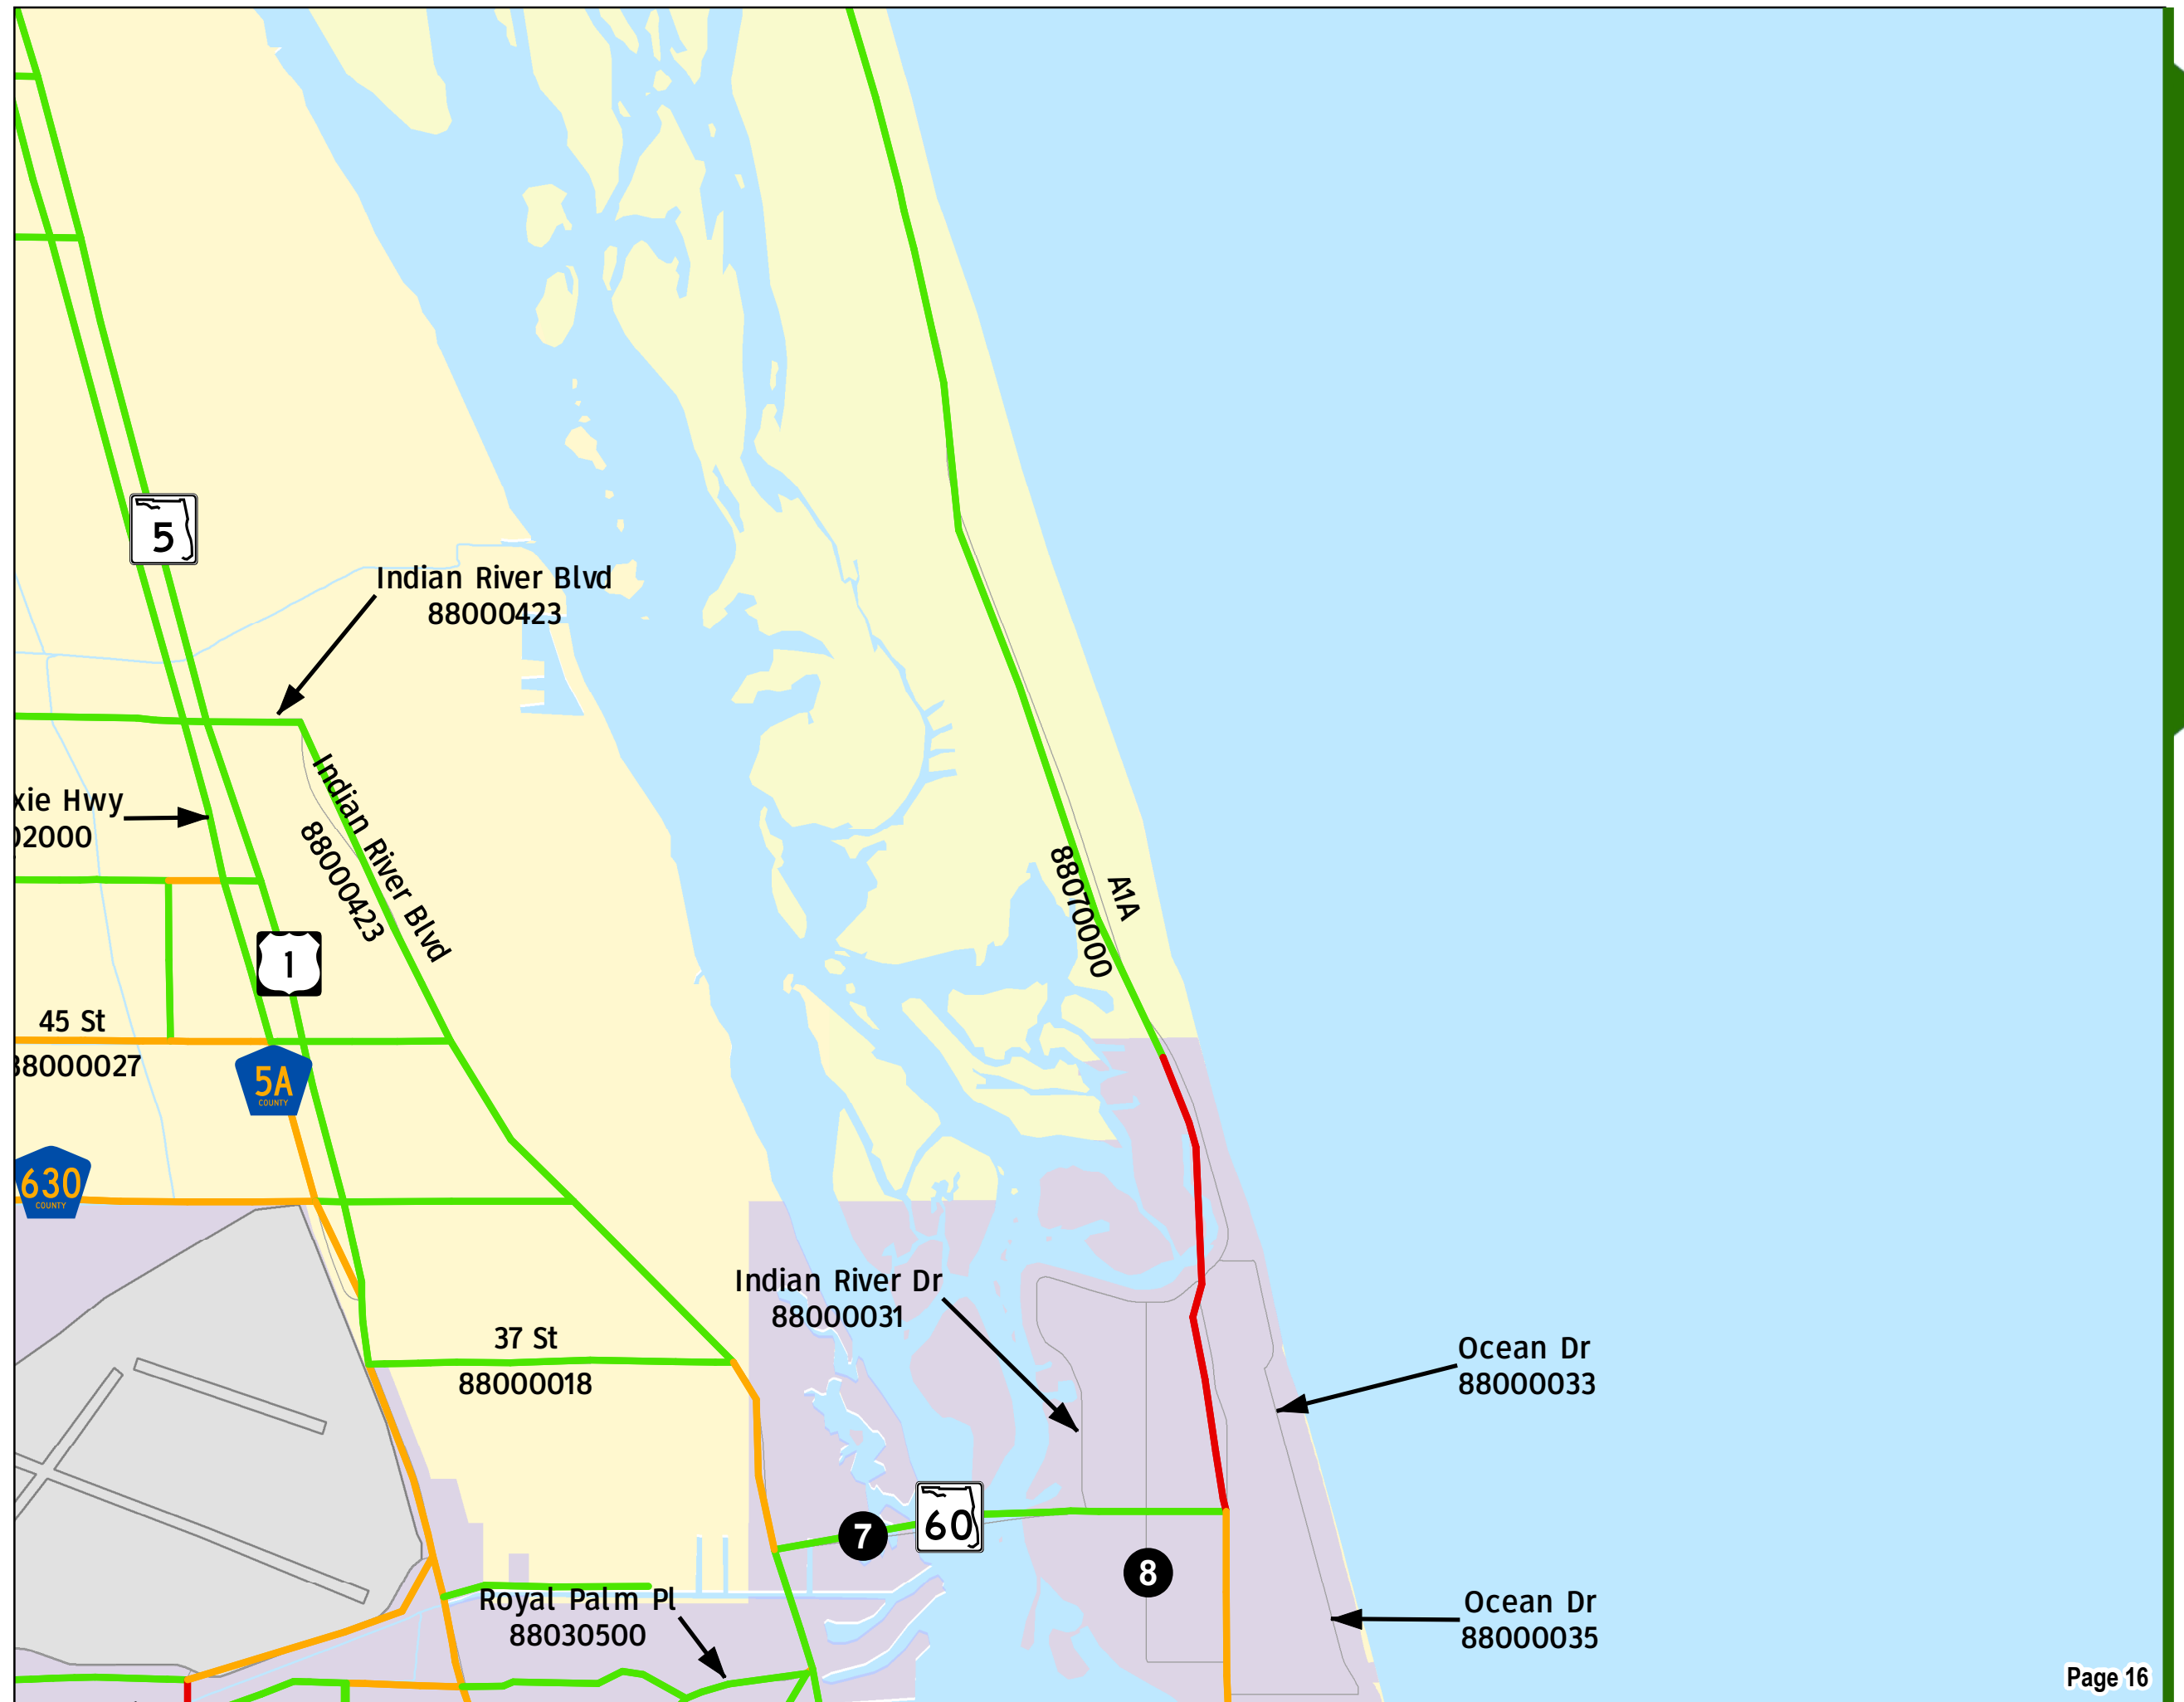 5
Indian River Blvd
88000423
xie Hwy
02000
Indian River Blvd
88000423
A1A
88070000
1
45 St
88000027
5A
COUNTY
630
COUNTY
Indian River Dr
88000031
37 St
88000018
Ocean Dr
88000033
60
7
8
Royal Palm Pl
88030500
Ocean Dr
88000035
Page 16